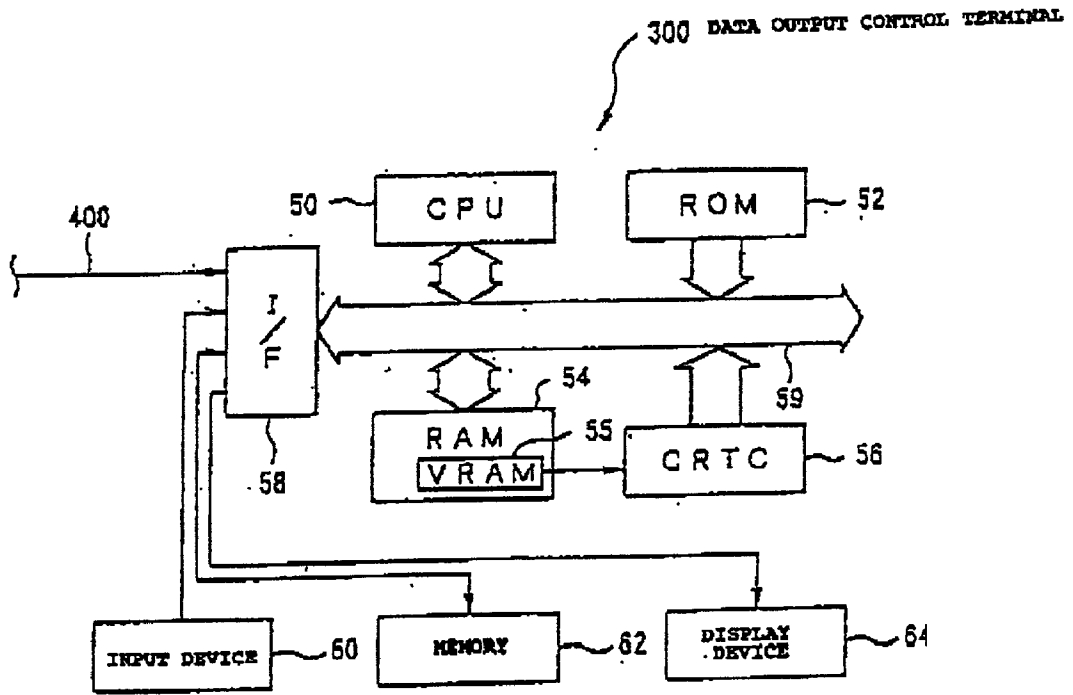 300 DATA OUTPUT CONTROL TERMINAL
50
CPU
ROM
52
400
I/F
54
59
RAM
55
VRAM
CRTC
56
58
INPUT DEVICE
60
MEMORY
62
DISPLAY
DEVICE
64